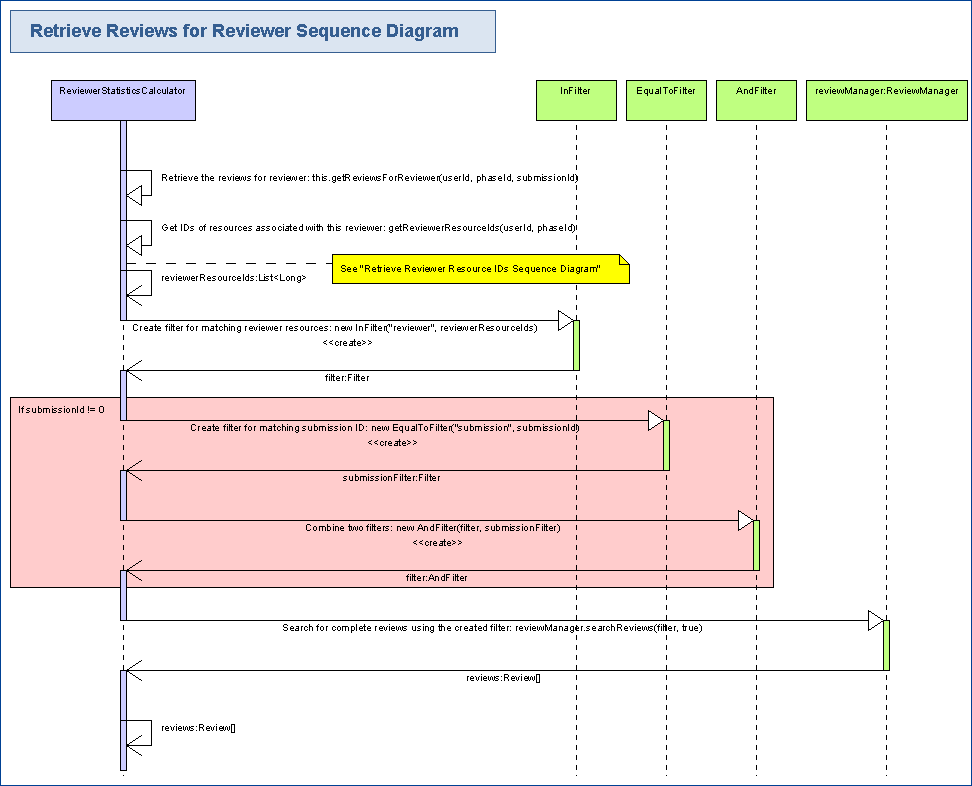 Retrieve Reviews for Reviewer Sequence Diagram
ReviewerStatisticsCalculator
InFilter
EqualToFilter
AndFilter
reviewManager:ReviewManager
Retrieve the reviews for reviewer: this.getReviewsForReviewer(userId, phaseId, submissionId)
Get IDs of resources associated with this reviewer: getReviewerResourceIds(userId, phaseId)
See "Retrieve Reviewer Resource IDs Sequence Diagram"
reviewerResourceIds:List<Long>
Create filter for matching reviewer resources: new InFilter("reviewer", reviewerResourceIds)
<<create>>
filter:Filter
If submissionId != 0
Create filter for matching submission ID: new EqualToFilter("submission", submissionId)
<<create>>
submissionFilter:Filter
Combine two filters: new AndFilter(filter, submissionFilter)
<<create>>
filter:AndFilter
Search for complete reviews using the created filter: reviewManager.searchReviews(filter, true)
reviews:Review[]
reviews:Review[]